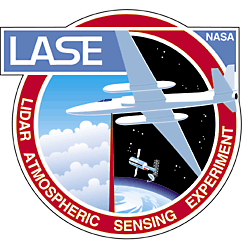 LASE
NASA
LIDAR ATMOSPHERIC SENSING EXPERIMENT